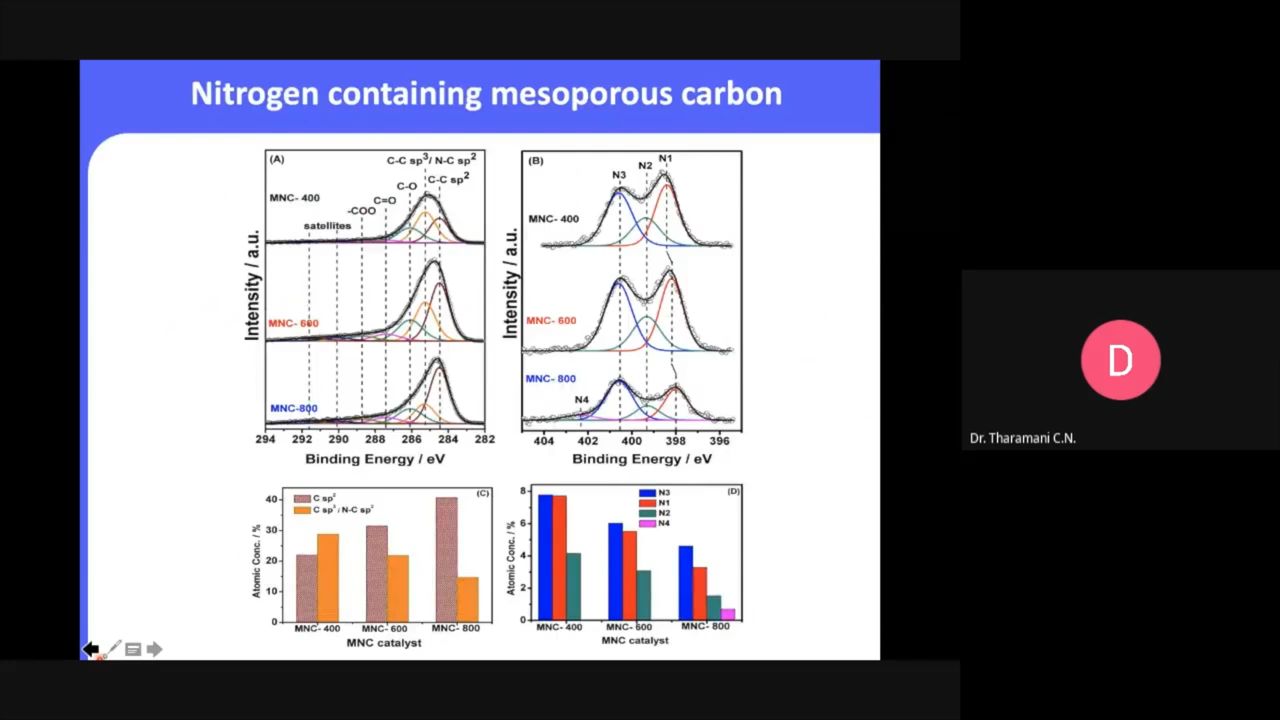 Nitrogen containing mesoporous carbon
(A)
C-C sp3/ N-C sp2
C-C sp2
C-O
C=O
-COO
satellites
MNC- 400
MNC- 600
MNC-800
Intensity / a.u.
294 292 290 288 286 284 282
Binding Energy / eV
(B)
N1
N2
N3
MNC- 400
MNC- 600
MNC- 800
N4
Intensity / a.u.
404 402 400 398 396
Binding Energy / eV
(C)
C sp2
C sp3 / N-C sp2
40
30
20
10
0
Atomic Conc. / %
MNC- 400 MNC- 600 MNC- 800
MNC catalyst
(D)
N3
N1
N2
N4
8
6
4
2
0
Atomic Conc. / %
MNC- 400 MNC- 600 MNC- 800
MNC catalyst
D
Dr. Tharamani C.N.